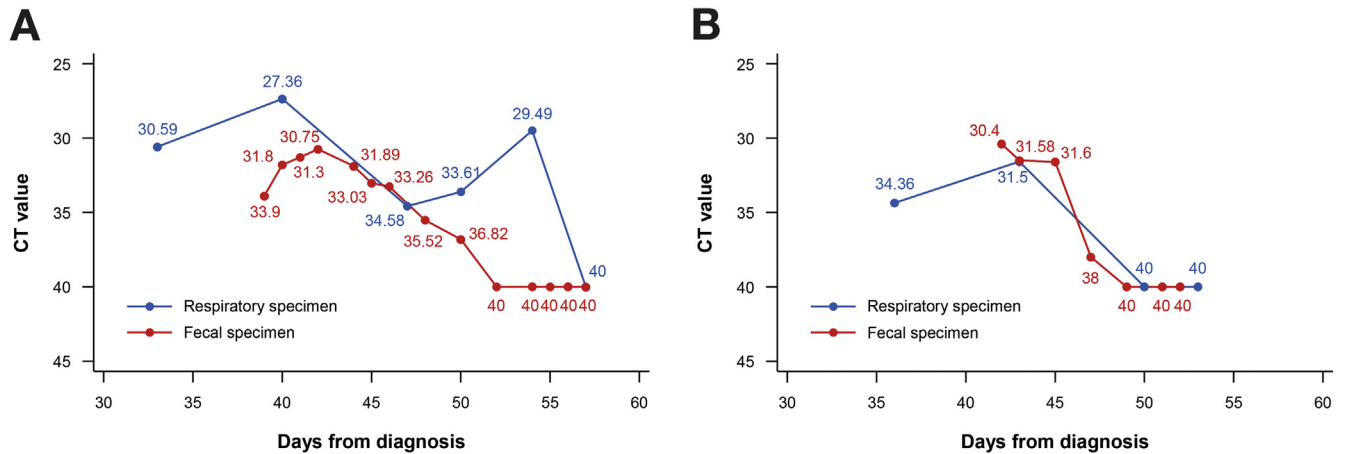 A
25
30
35
40
45
CT value
30.59
27.36
29.49
30.75
31.8
31.3
31.89
33.26
33.61
33.03
33.9
34.58
35.52
36.82
40
40 40 40 40 40
Respiratory specimen
Fecal specimen
30 35 40 45 50 55 60
Days from diagnosis
B
25
30
35
40
45
CT value
30.4
31.58
31.6
31.5
34.36
38
40 40
40 40 40
Respiratory specimen
Fecal specimen
30 35 40 45 50 55 60
Days from diagnosis